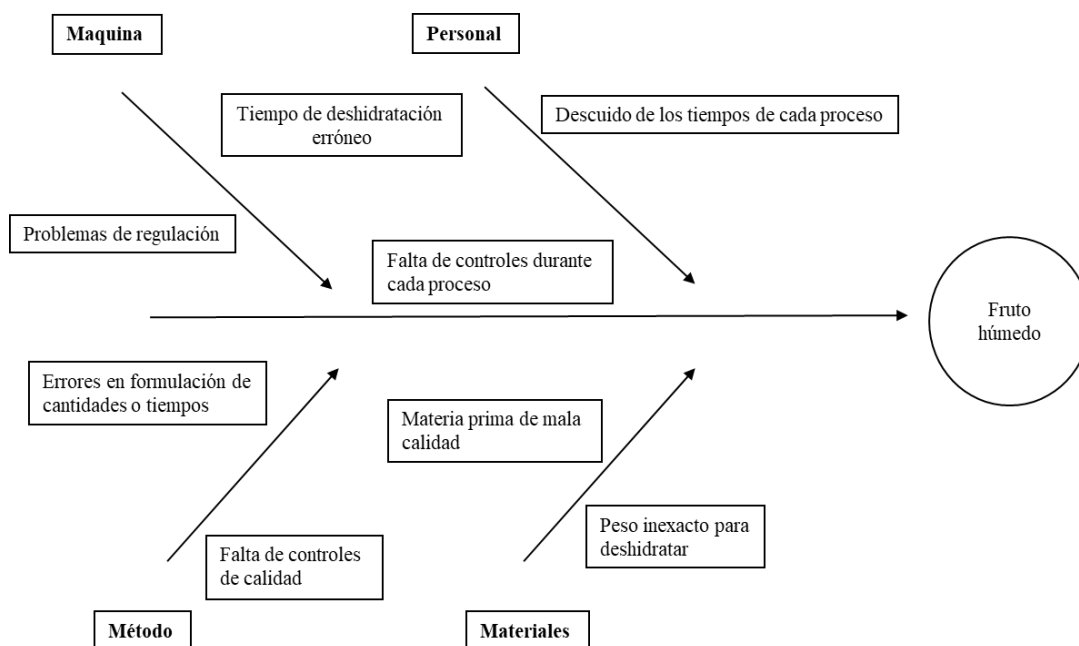 Maquina
Personal
Tiempo de deshidratación
erróneo
Descuido de los tiempos de cada proceso
Problemas de regulación
Falta de controles durante
cada proceso
Fruto
húmedo
Errores en formulación de
cantidades o tiempos
Materia prima de mala
calidad
Peso inexacto para
deshidratar
Falta de controles
de calidad
Método
Materiales